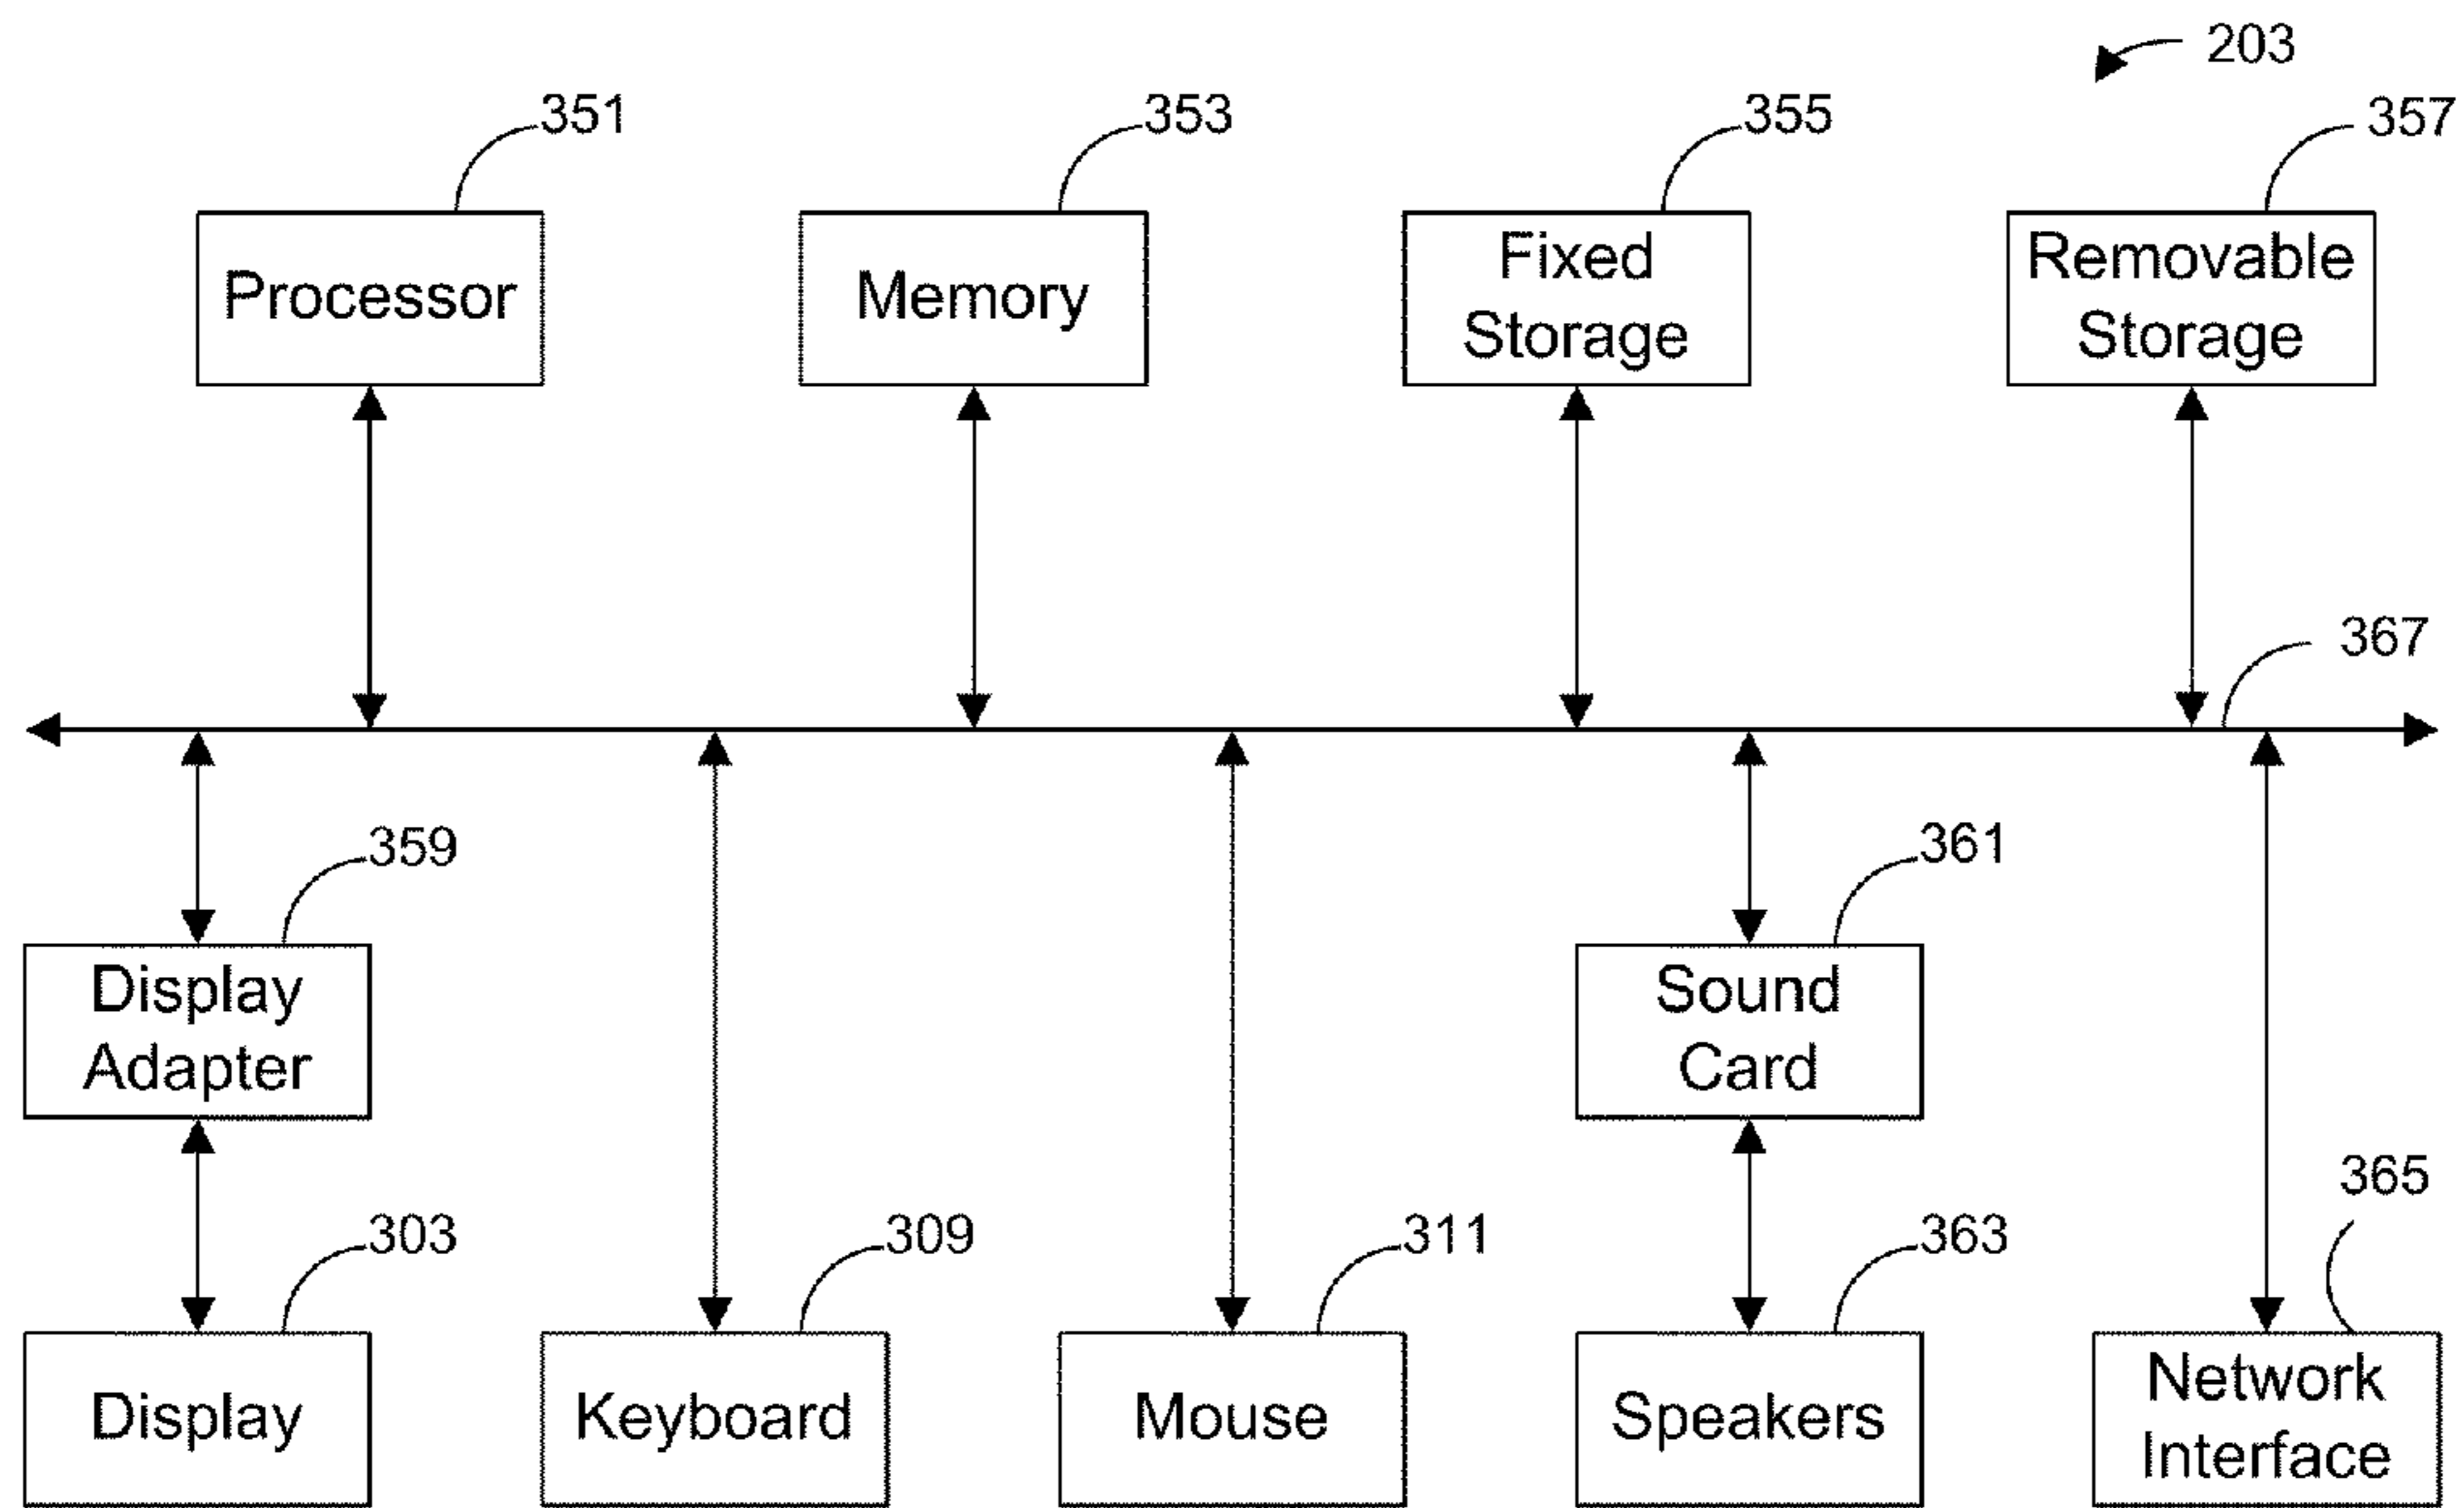 203
351
353
355
357
Processor
Memory
Fixed
Storage
Removable
Storage
367
359
361
Display
Adapter
Sound
Card
365
303
309
311
363
Display
Keyboard
Mouse
Speakers
Network
Interface